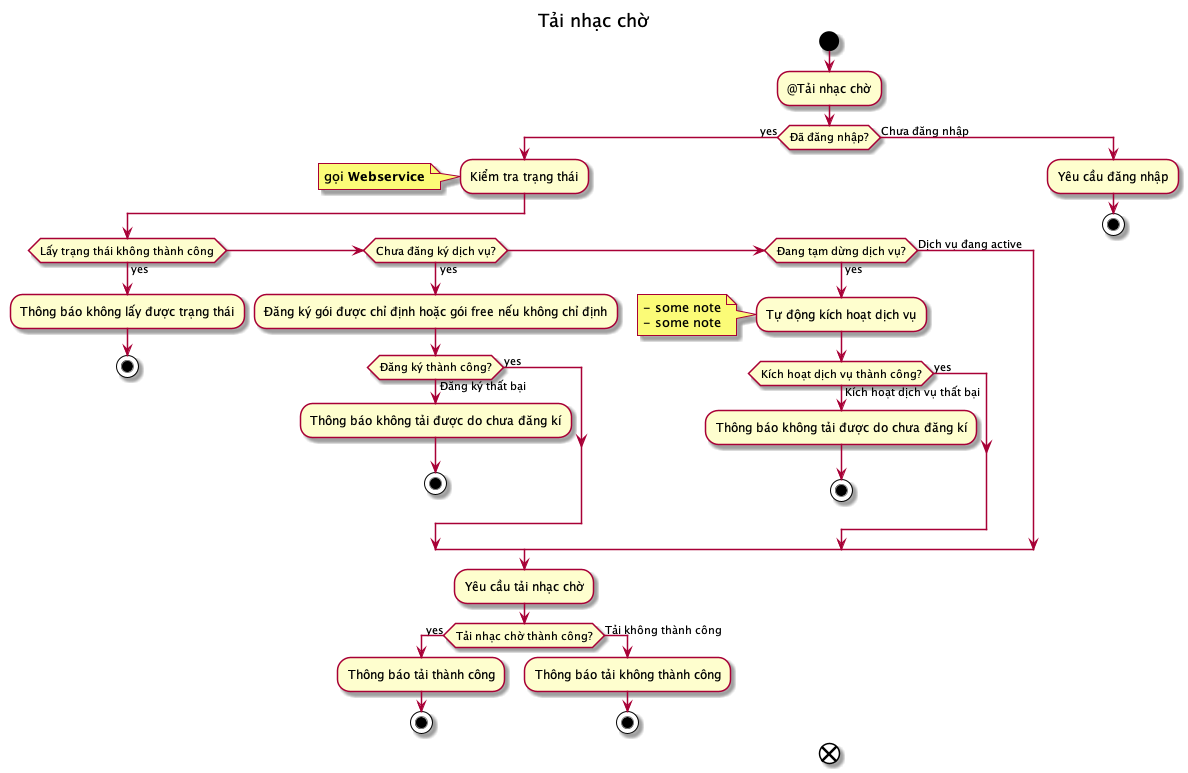 Tải nhạc chờ
@Tải nhạc chờ
yes
Đã đăng nhập?
Chưa đăng nhập
gọi Webservice
Kiểm tra trạng thái
Yêu cầu đăng nhập
Lấy trạng thái không thành công
Chưa đăng ký dịch vụ?
Đang tạm dừng dịch vụ?
Dịch vu đang active
yes
yes
yes
Thông báo không lấy được trạng thái
Đăng ký gói được chỉ định hoặc gói free nếu không chỉ định
- some note
- some note
Tự động kích hoạt dịch vụ
Đăng ký thành công?
yes
Kích hoạt dịch vụ thành công?
yes
Đăng ký thất bại
Kích hoạt dịch vụ thất bại
Thông báo không tải được do chưa đăng kí
Thông báo không tải được do chưa đăng kí
Yêu cầu tải nhạc chờ
yes
Tải nhạc chờ thành công?
Tải không thành công
Thông báo tải thành công
Thông báo tải không thành công